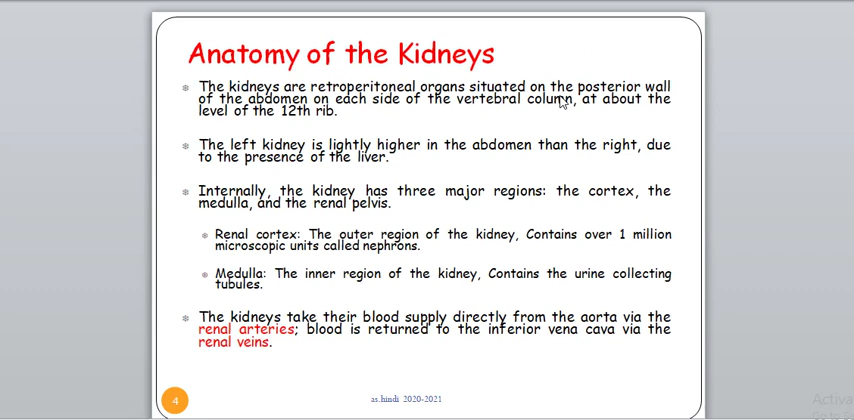 Anatomy of the Kidneys
The kidneys are retroperitoneal organs situated on the posterior wall
of the abdomen on each side of the vertebral column, at about the
level of the 12th rib.
The left kidney is lightly higher in the abdomen than the right, due
to the presence of the liver.
Internally, the kidney has three major regions: the cortex, the
medulla, and the renal pelvis.
Renal cortex: The outer region of the kidney, Contains over 1 million
microscopic units called nephrons.
Medulla: The inner region of the kidney, Contains the urine collecting
tubules.
The kidneys take their blood supply directly from the aorta via the
renal arteries; blood is returned to the inferior vena cava via the
renal veins.
4
as.hindi 2020-2021
Activa